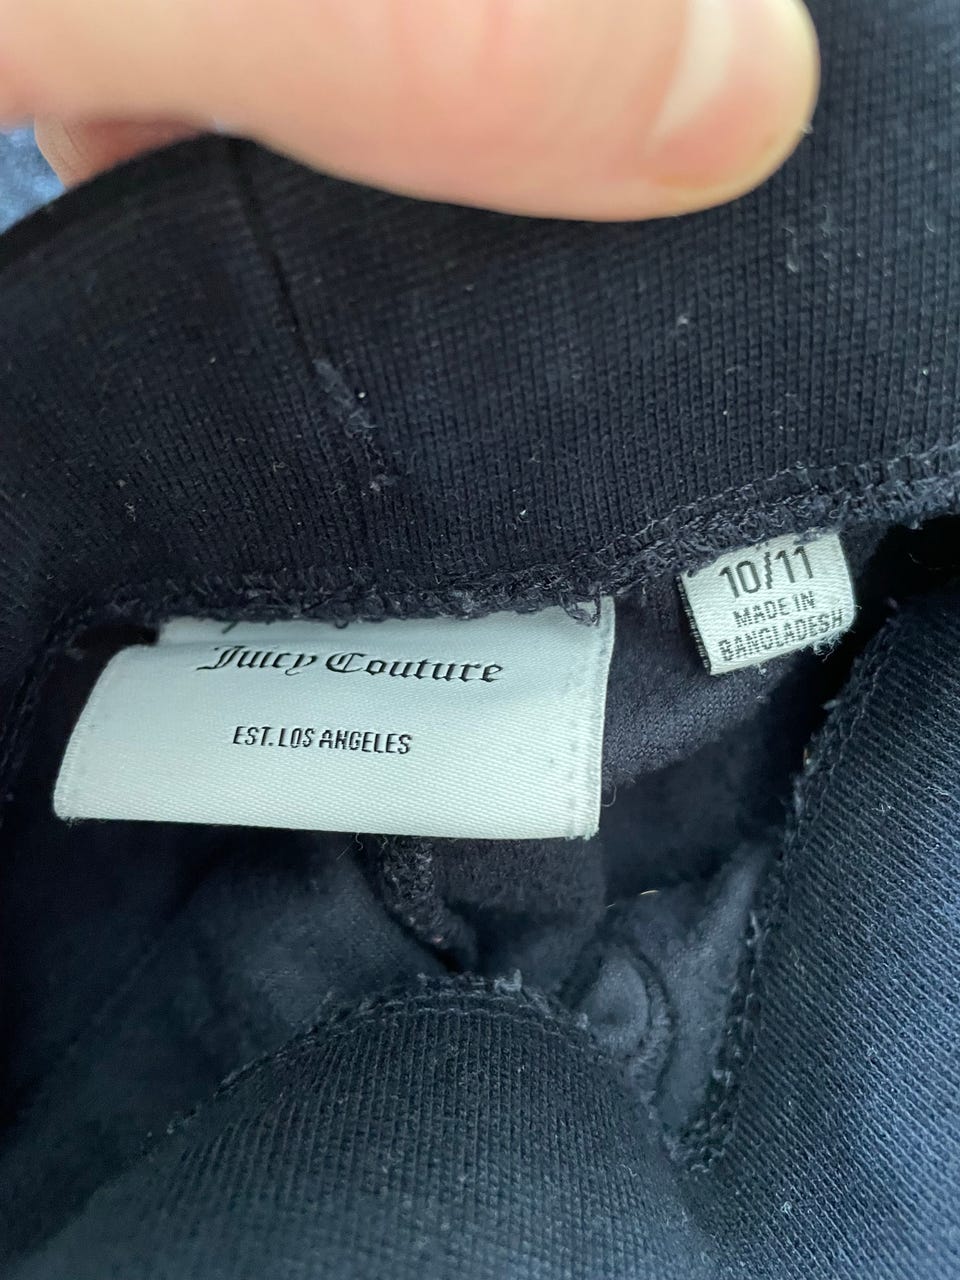 Juicy Couture
EST. LOS ANGELES
10/11
MADE IN
BANGLADESH